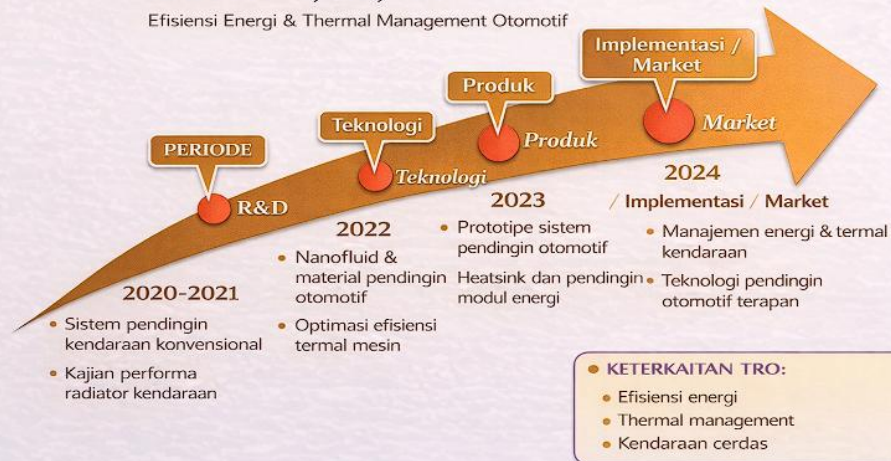 Efisiensi Energi & Thermal Management Otomotif
PERIODE
R&D
2020-2021
• Sistem pendingin
kendaraan konvensional
• Kajian performa
radiator kendaraan
Teknologi
Teknologi
2022
• Nanofluid &
material pendingin
otomotif
• Optimasi efisiensi
termal mesin
Produk
Produk
2023
• Prototipe sistem
pendingin otomotif
Heatsink dan pendingin
modul energi
Implementasi /
Market
Market
2024
/ Implementasi / Market
• Manajemen energi & termal
kendaraan
• Teknologi pendingin
otomotif terapan
• KETERKAITAN TRO:
• Efisiensi energi
• Thermal management
• Kendaraan cerdas